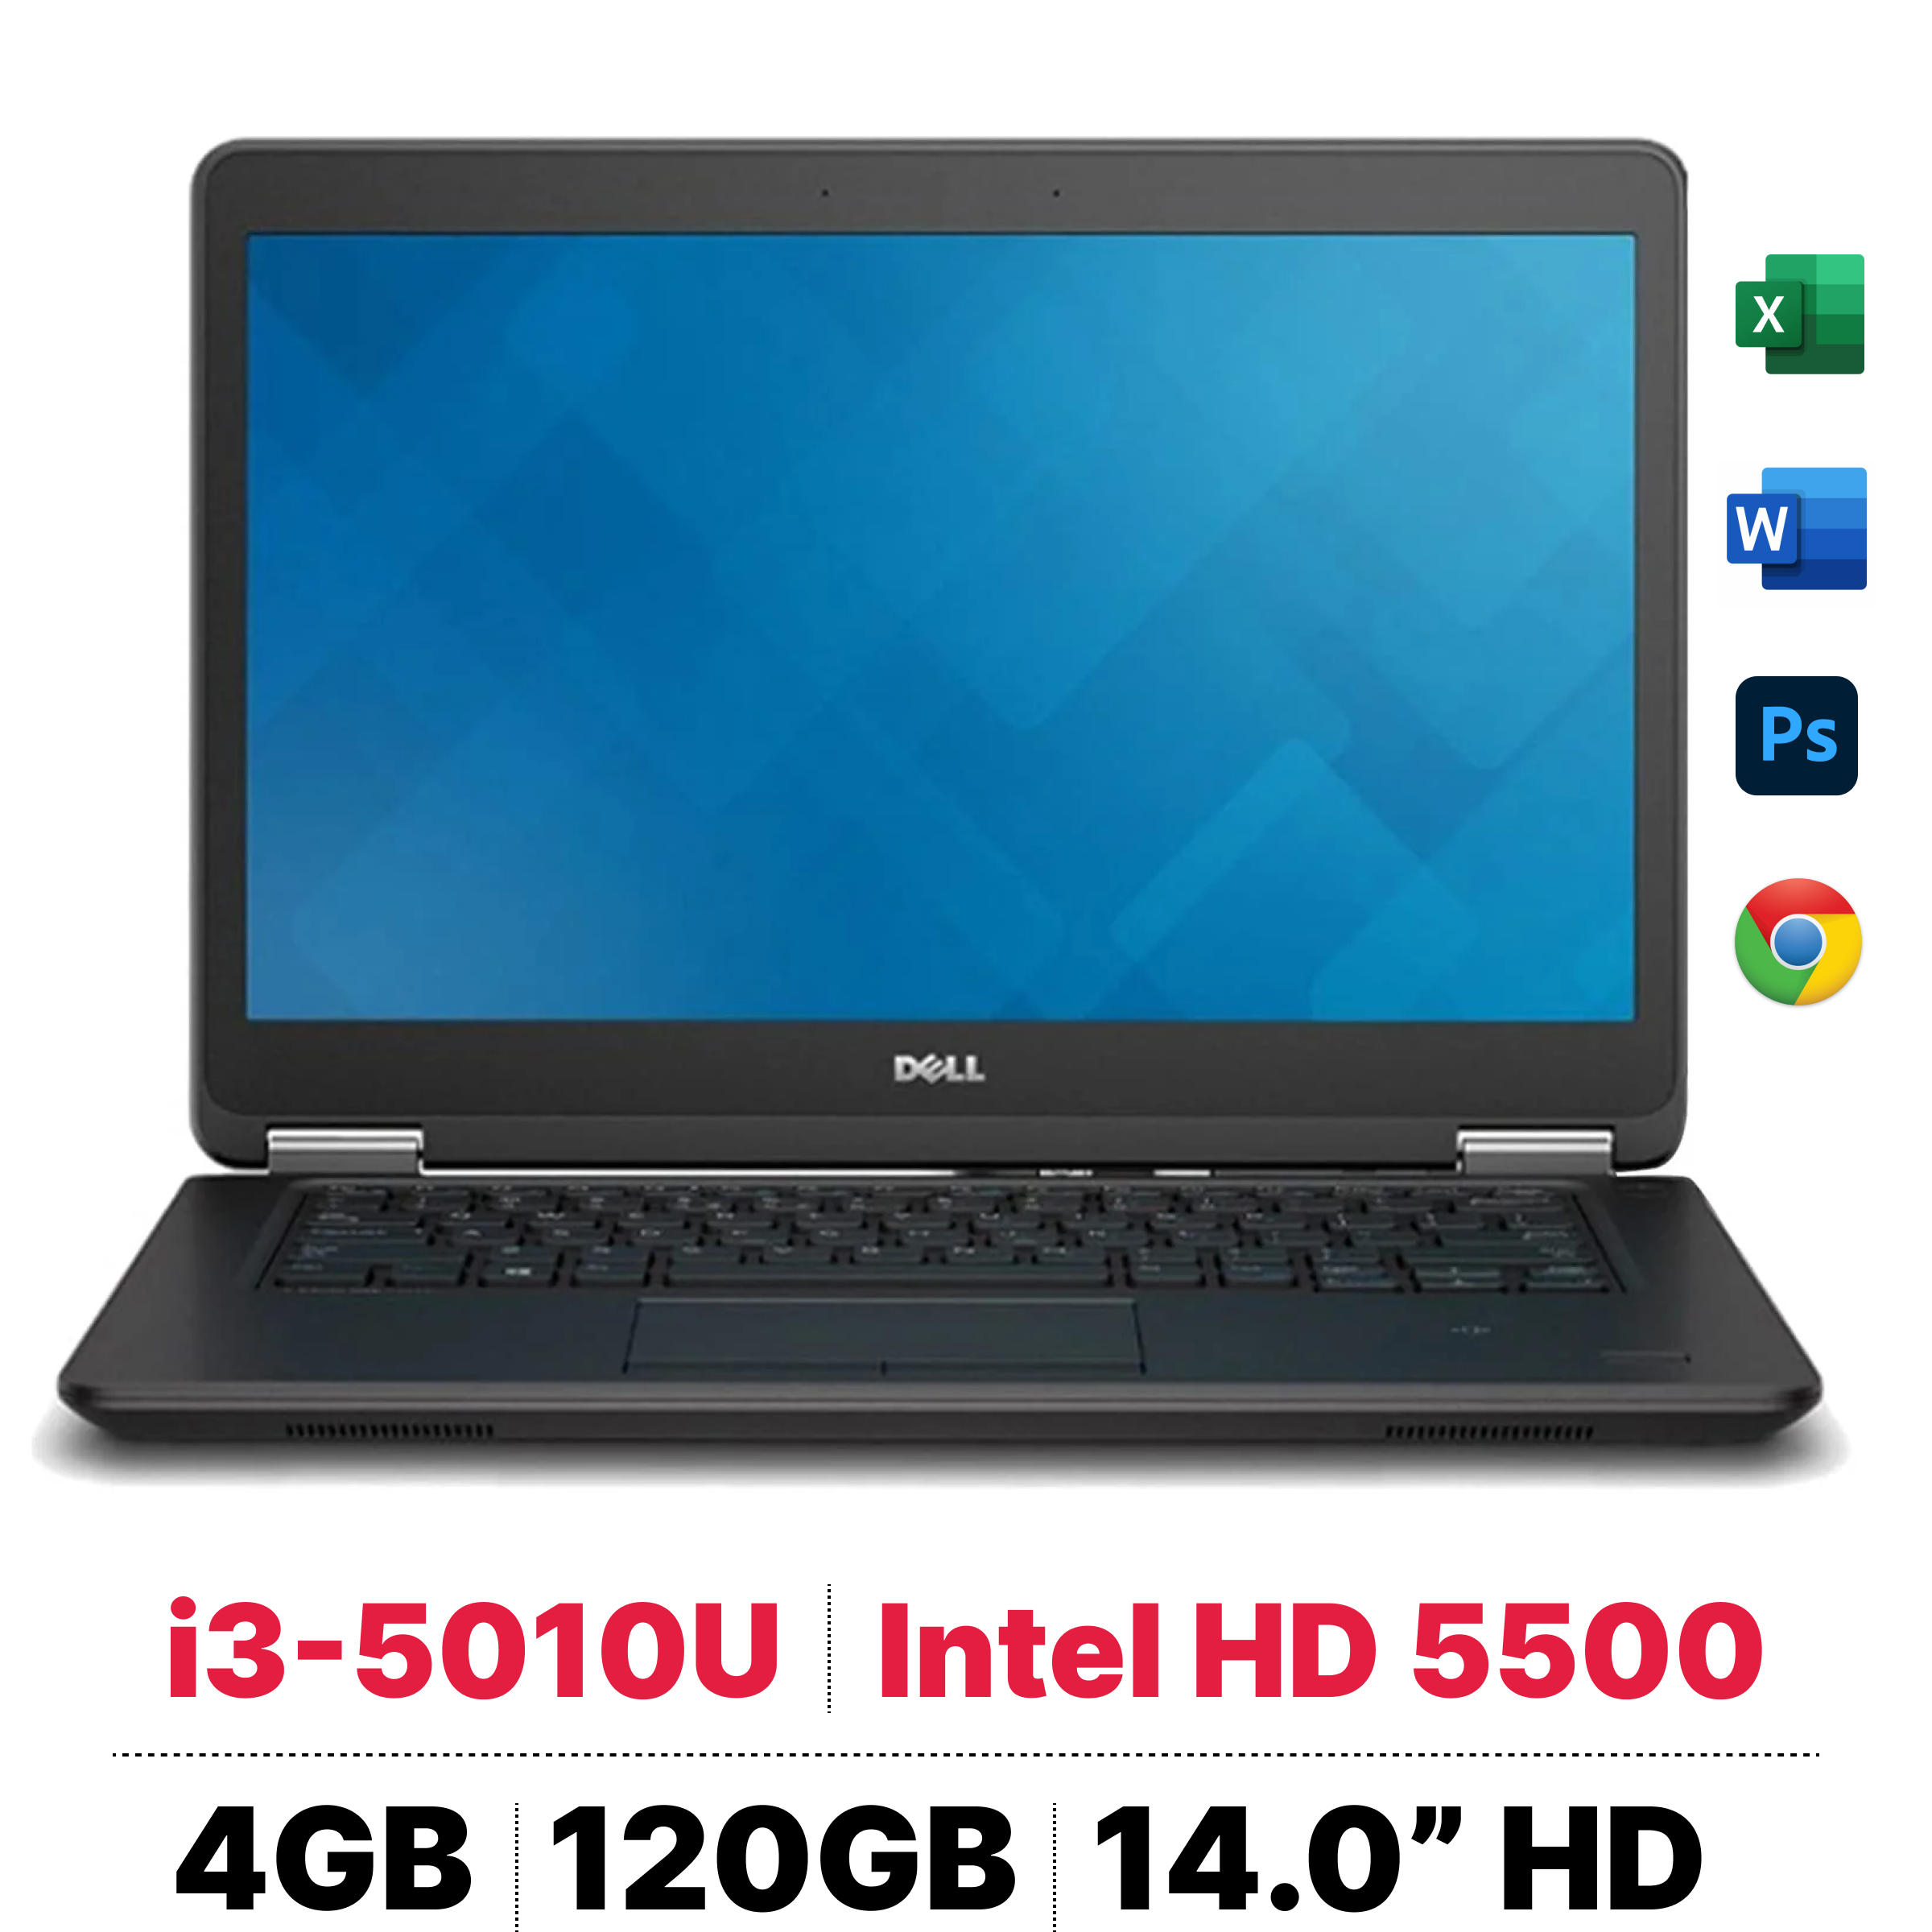 X
W
Ps
DELL
i3-5010U
Intel HD 5500
4GB
120GB
14.0” HD